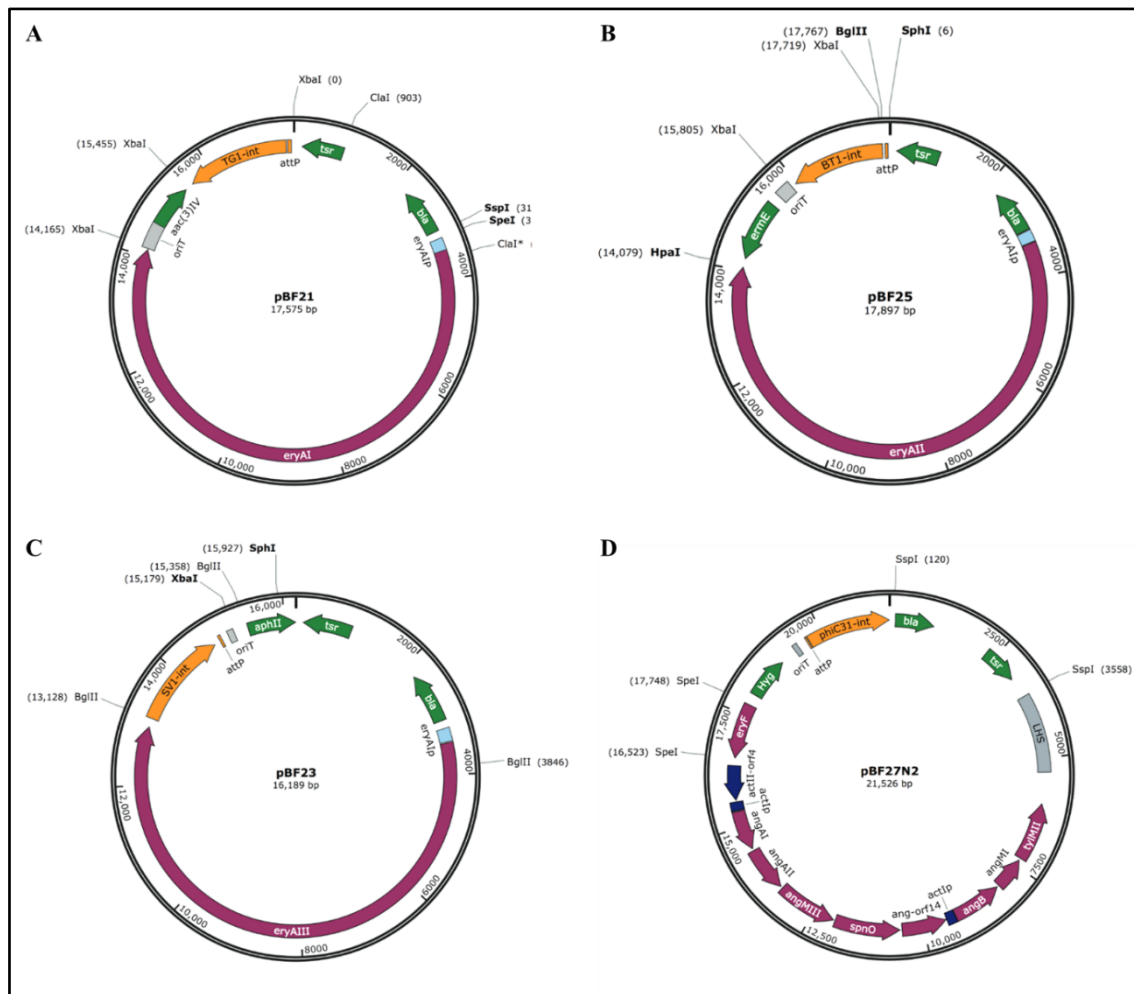 A
XbaI (0)
ClaI (903)
(15,455) XbaI
16,000
TG1-int
attP
tsr
2000
bla
SspI (31
SpeI (3
ClaI*
aac(3)IV
oriT
(14,165) XbaI
14,000
eryAIP
4000
pBF21
17,575 bp
12,000
6000
10,000
eryAI
8000
B
(17,767) BglII
SphI (6)
(17,719) XbaI
(15,805) XbaI
16,000
BT1-int
attP
tsr
2000
oriT
ermE
bla
eryAIp
(14,079) HpaI
14,000
4000
pBF25
17,897 bp
12,000
6000
10,000
eryAII
8000
C
(15,927) SphI
(15,358) BglII
(15,179) XbaI
16,000
aphII
tsr
oriT
attP
2000
14,000
SV1-int
(13,128) BglII
bla
eryAIp
4000
BglII (3846)
pBF23
16,189 bp
12,000
6000
10,000
eryAIII
8000
D
SspI (120)
20,000
phiC31-int
bla
oriT
attP
2500
tsr
SspI (3558)
Hyg
(17,748) SpeI
17,500
eryF
LHS
5000
(16,523) SpeI
actII-orf4
pBF27N2
21,526 bp
actIp
angAI
15,000
angAII
angMIII
12,500
spnO
ang-orf14
actIp
10,000
angB
angMI
tylMII
7500